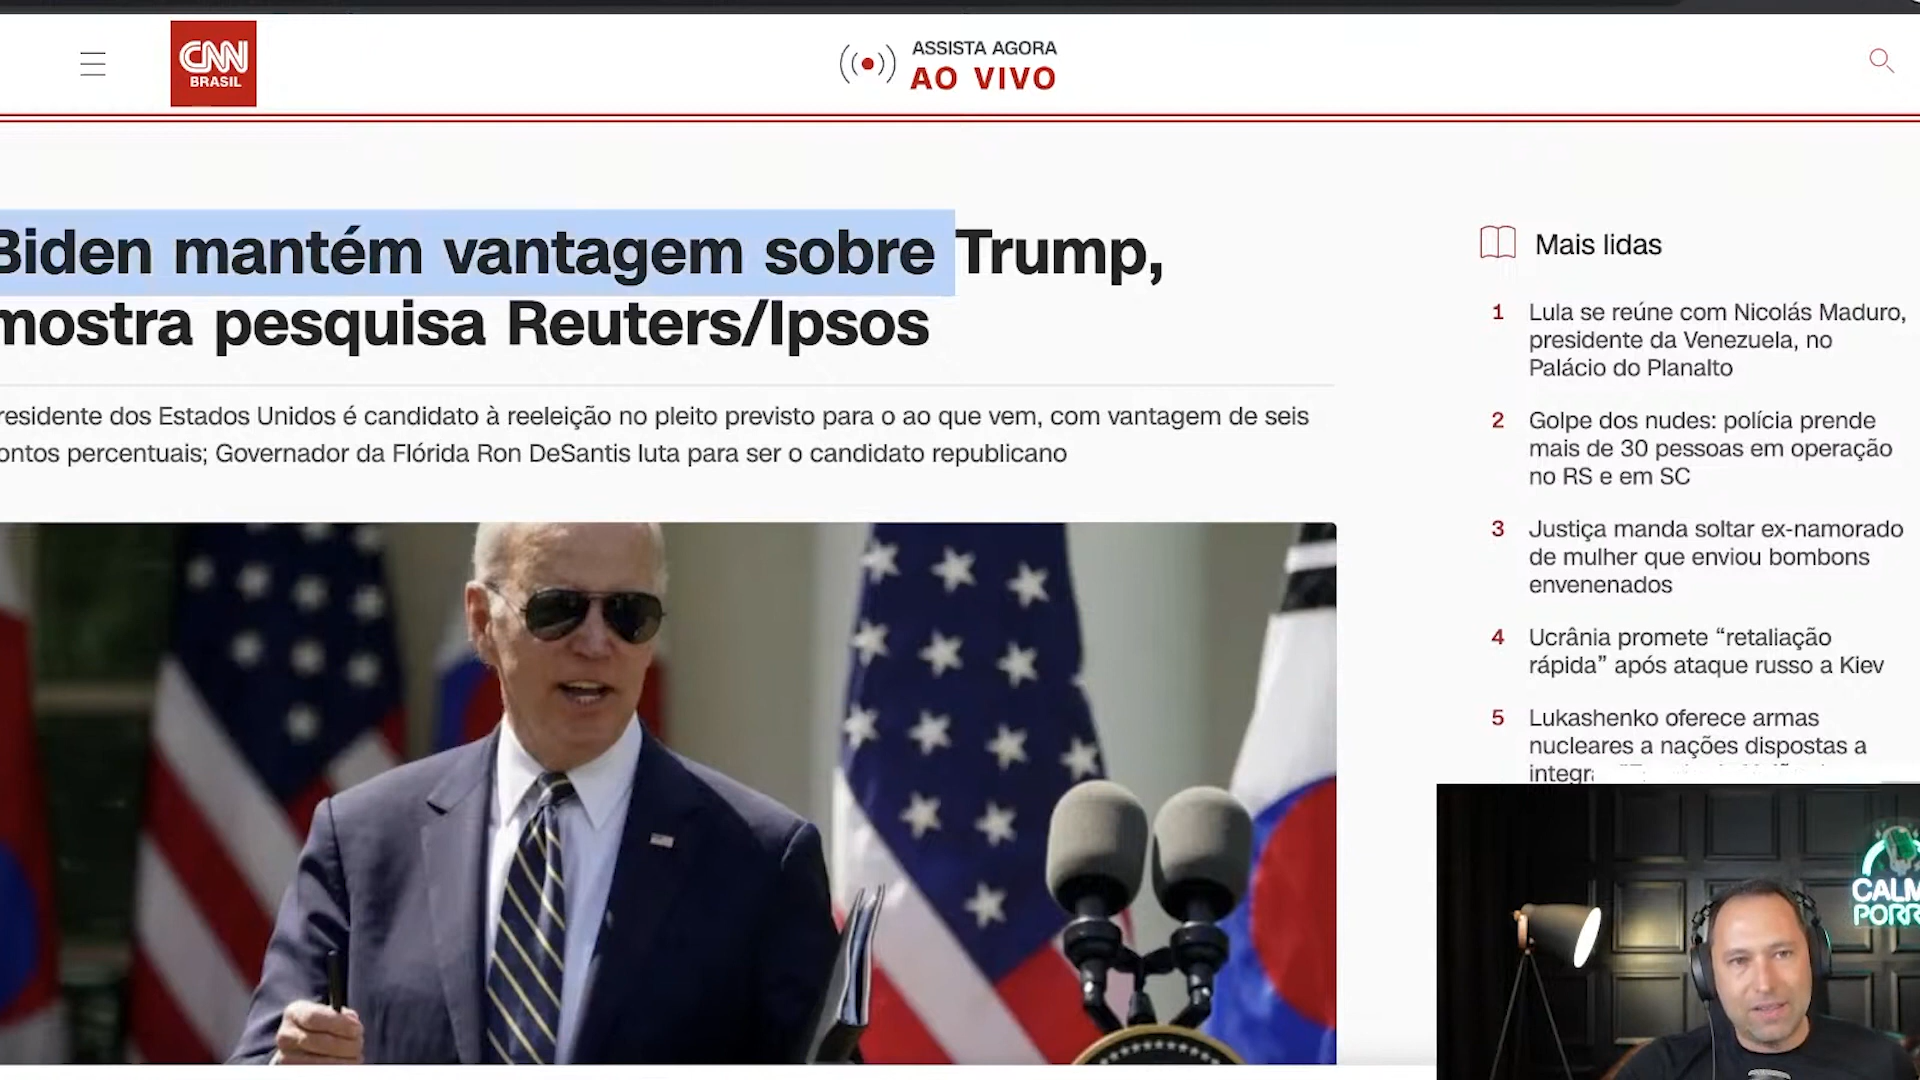 CNN
BRASIL
ASSISTA AGORA
AO VIVO
Biden mantém vantagem sobre Trump,
mostra pesquisa Reuters/Ipsos
residente dos Estados Unidos é candidato à reeleição no pleito previsto para o ao que vem, com vantagem de seis
ontos percentuais; Governador da Flórida Ron DeSantis luta para ser o candidato republicano
Mais lidas
1 Lula se reúne com Nicolás Maduro,
presidente da Venezuela, no
Palácio do Planalto
2 Golpe dos nudes: polícia prende
mais de 30 pessoas em operação
no RS e em SC
3 Justiça manda soltar ex-namorado
de mulher que enviou bombons
envenenados
4 Ucrânia promete “retaliação
rápida” após ataque russo a Kiev
5 Lukashenko oferece armas
nucleares a nações dispostas a
integr
CALM
PORR